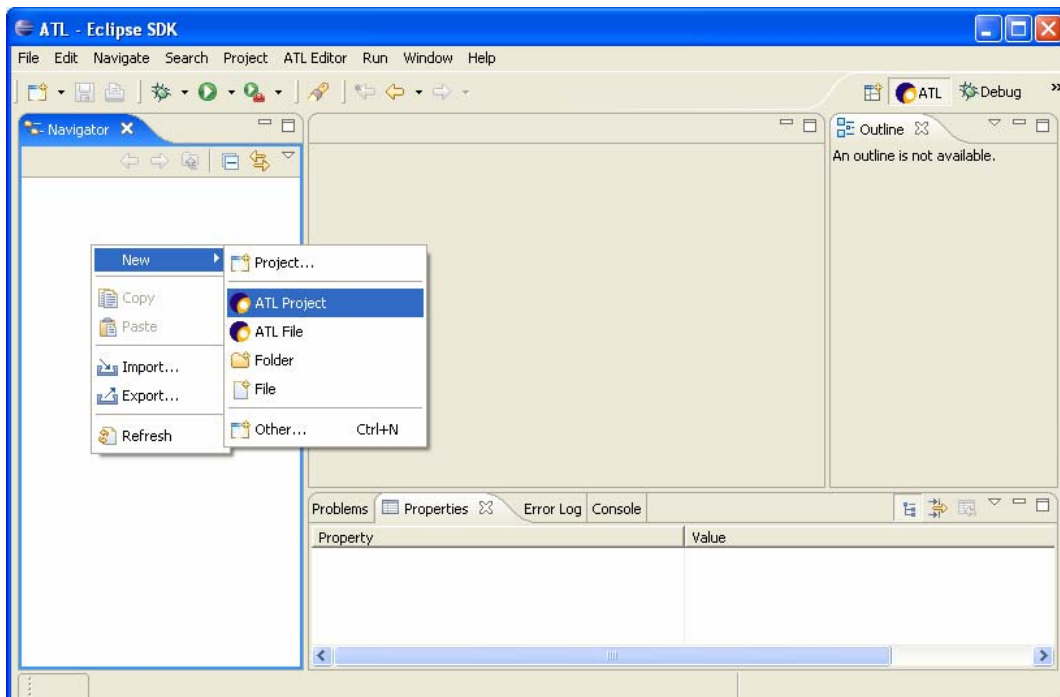 ATL - Eclipse SDK
File Edit Navigate Search Project ATL Editor Run Window Help
ATL Debug »
Navigator
Outline
An outline is not available.
New
Copy
Paste
Import...
Export...
Refresh
Project...
ATL Project
ATL File
Folder
File
Other... Ctrl+N
Problems Properties Error Log Console
Property Value